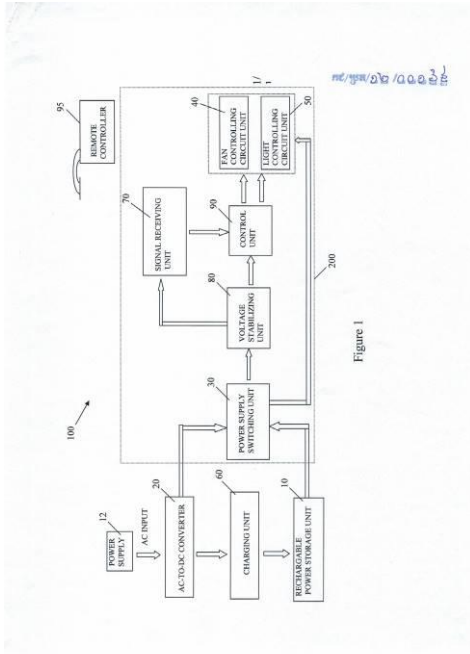 1/
1
100
POWER
SUPPLY
12
AC INPUT
AC-TO-DC CONVERTER
20
CHARGING UNIT
60
RECHARGABLE
POWER STORAGE UNIT
10
POWER SUPPLY
SWITCHING UNIT
30
VOLTAGE
STABILIZING
UNIT
80
SIGNAL RECEIVING
UNIT
70
CONTROL
UNIT
90
FAN
CONTROLLING
CIRCUIT UNIT
40
LIGHT
CONTROLLING
CIRCUIT UNIT
50
REMOTE
CONTROLLER
95
200
Figure 1